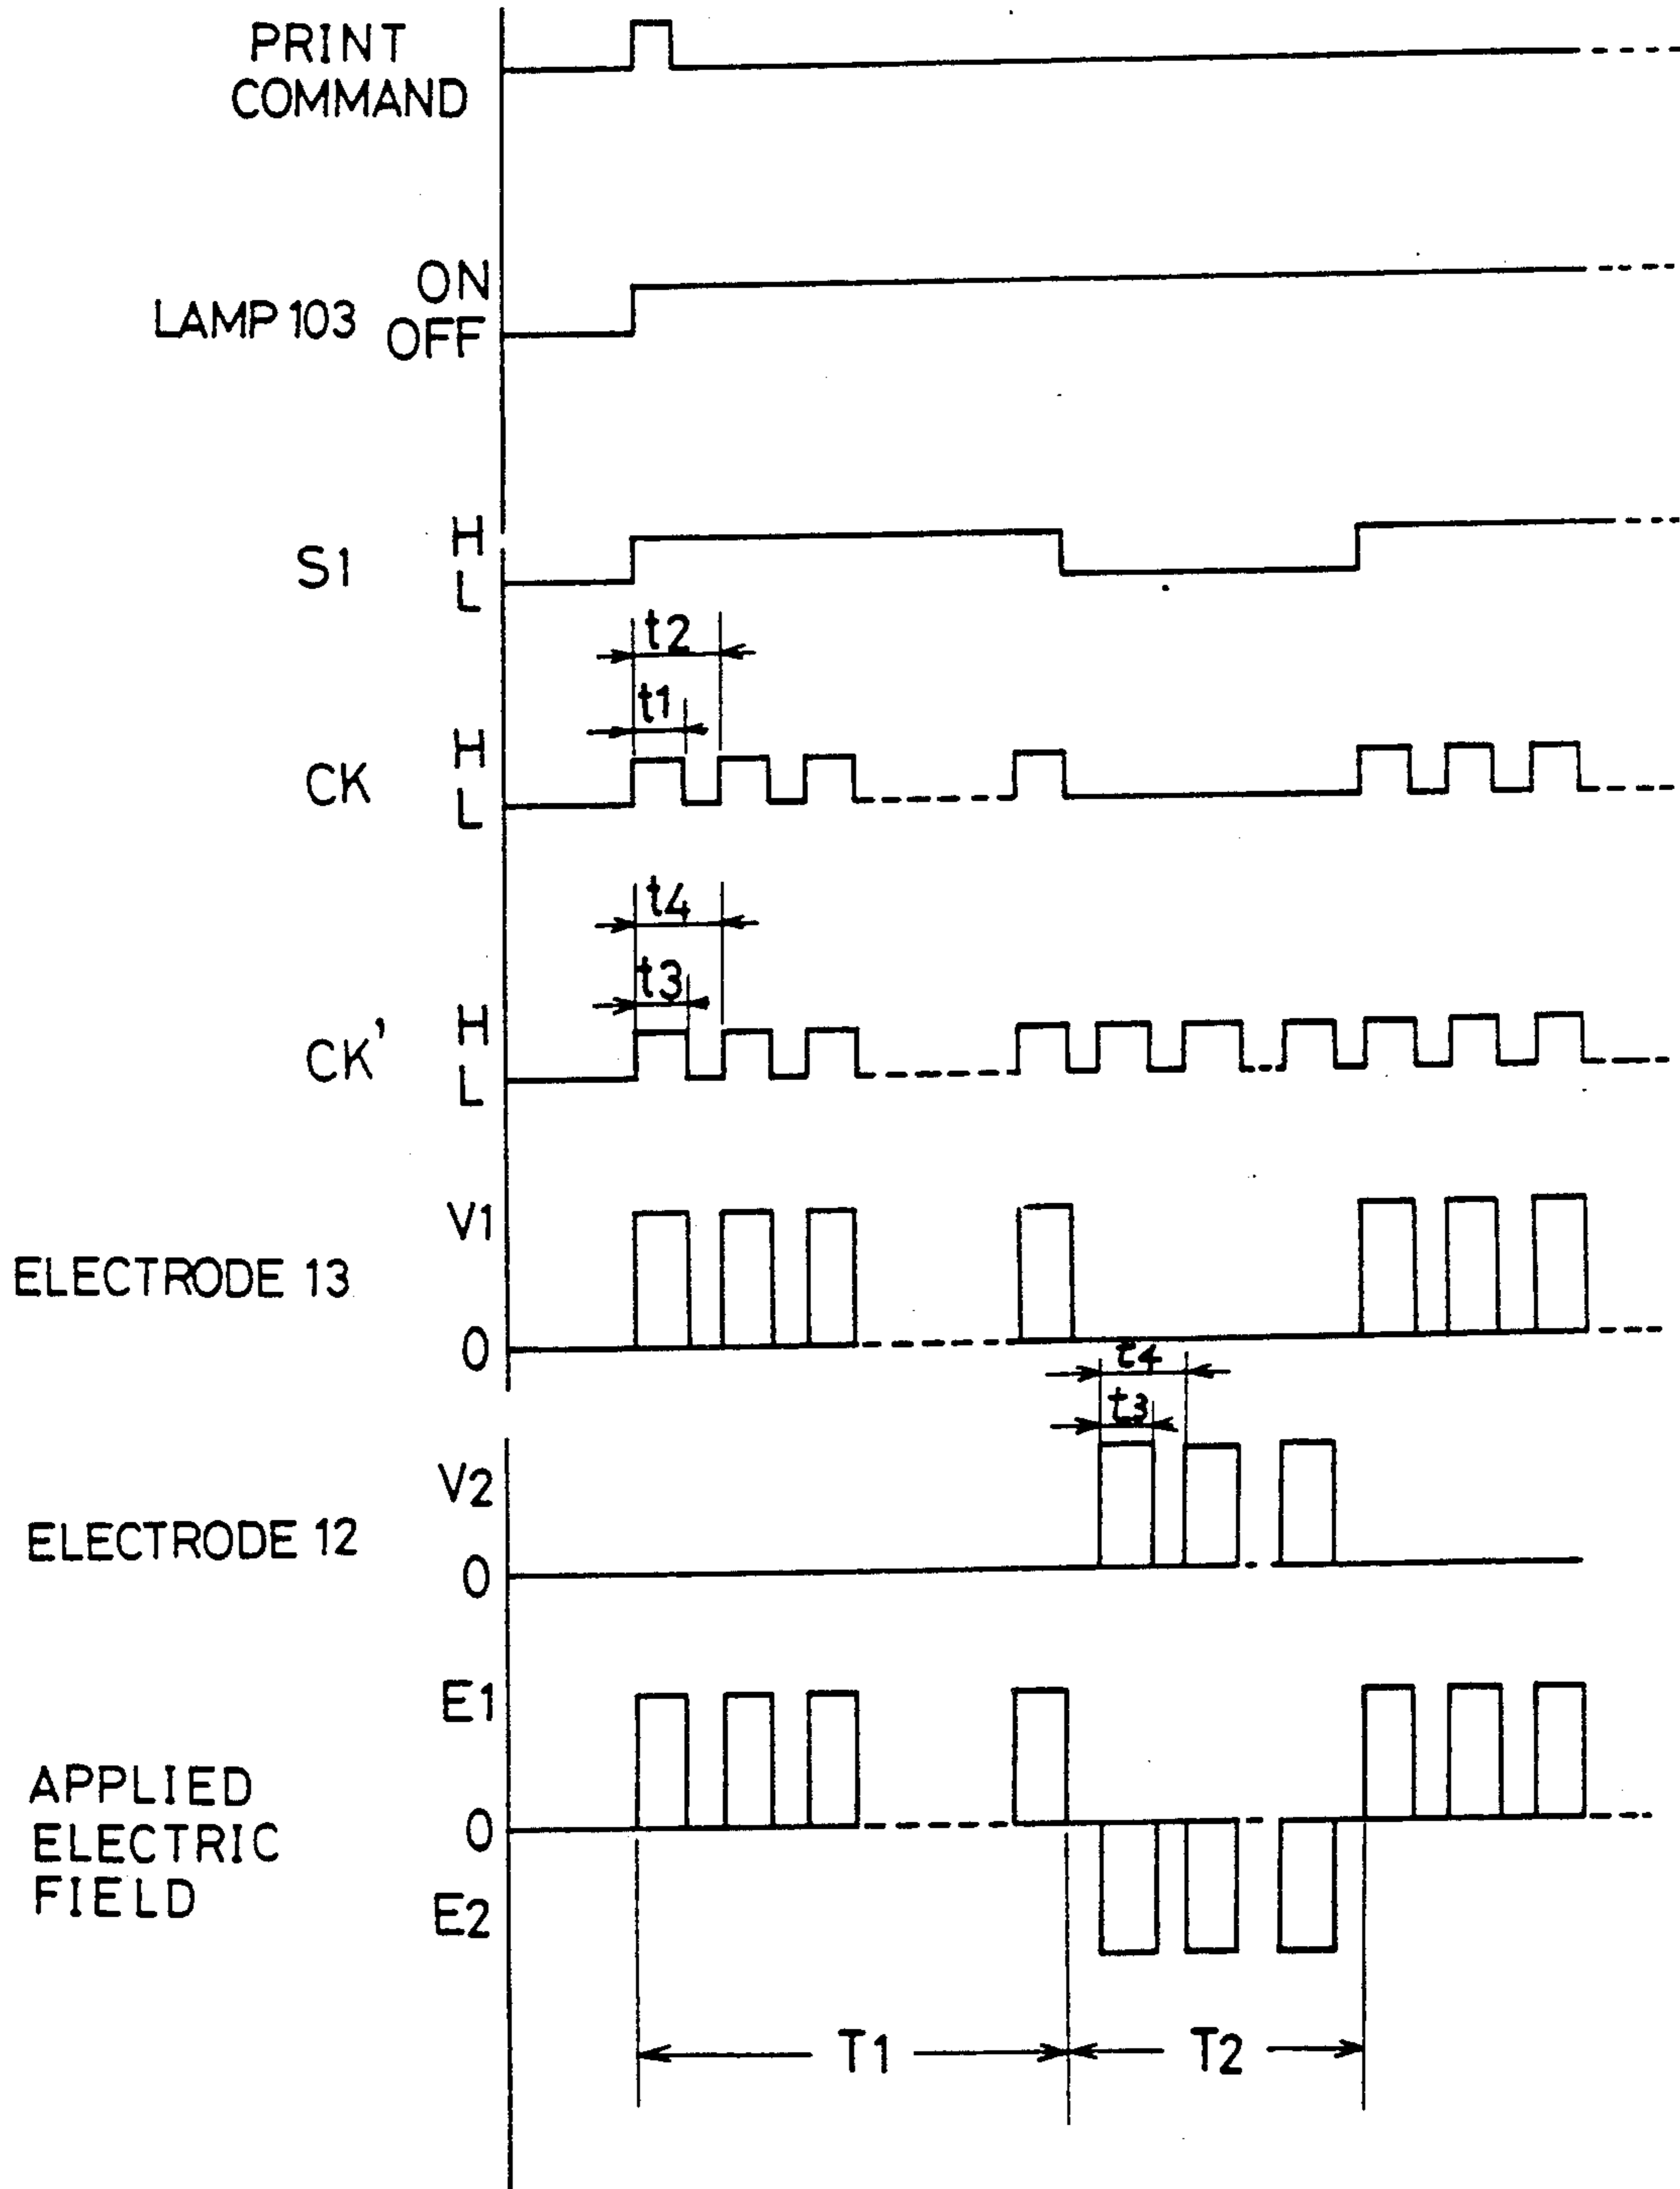 PRINT
COMMAND
ON
LAMP 103 OFF
H
S1
L
t2
t1
H
CK
L
t4
t3
H
CK'
L
V1
ELECTRODE 13
0
t4
t3
V2
ELECTRODE 12
0
E1
APPLIED
ELECTRIC
FIELD
0
E2
T1
T2